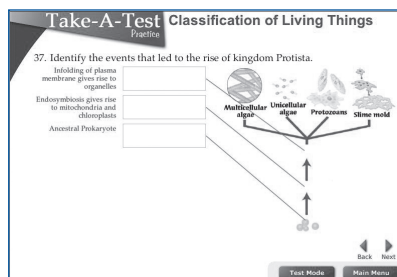 Take-A-Test
Practice
Classification of Living Things
37. Identify the events that led to the rise of kingdom Protista.
Infolding of plasma
membrane gives rise to
organelles
Endosymbiosis gives rise
to mitochondria and
chloroplasts
Ancestral Prokaryote
Multicellular
algae
Unicellular
algae
Protozoans
Slime mold
Back
Next
Test Mode
Main Menu